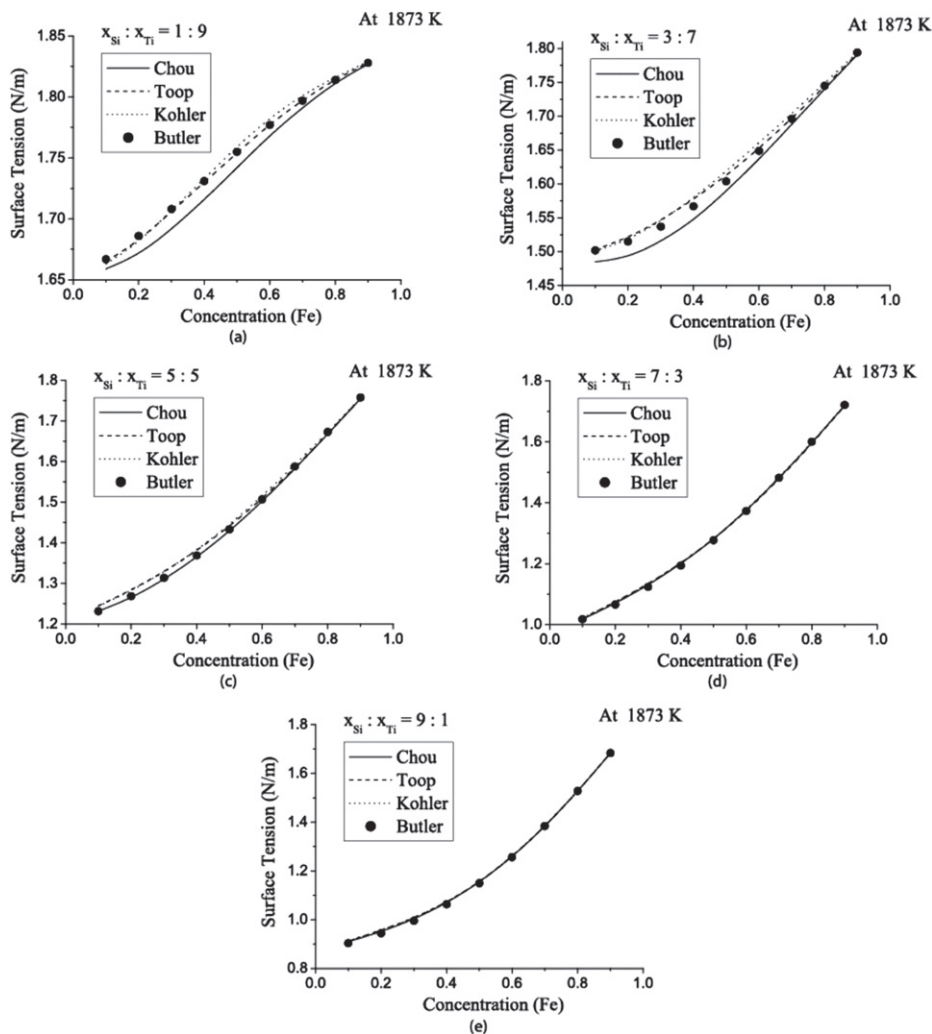 x_Si : x_Ti = 1 : 9
At 1873 K
Chou
Toop
Kohler
Butler
Surface Tension (N/m)
1.85
1.80
1.75
1.70
1.65
0.0 0.2 0.4 0.6 0.8 1.0
Concentration (Fe)
(a)
x_Si : x_Ti = 3 : 7
At 1873 K
Chou
Toop
Kohler
Butler
Surface Tension (N/m)
1.80
1.75
1.70
1.65
1.60
1.55
1.50
1.45
0.0 0.2 0.4 0.6 0.8 1.0
Concentration (Fe)
(b)
x_Si : x_Ti = 5 : 5
At 1873 K
Chou
Toop
Kohler
Butler
Surface Tension (N/m)
1.8
1.7
1.6
1.5
1.4
1.3
1.2
0.0 0.2 0.4 0.6 0.8 1.0
Concentration (Fe)
(c)
x_Si : x_Ti = 7 : 3
At 1873 K
Chou
Toop
Kohler
Butler
Surface Tension (N/m)
1.8
1.6
1.4
1.2
1.0
0.0 0.2 0.4 0.6 0.8 1.0
Concentration (Fe)
(d)
x_Si : x_Ti = 9 : 1
At 1873 K
Chou
Toop
Kohler
Butler
Surface Tension (N/m)
1.8
1.6
1.4
1.2
1.0
0.8
0.0 0.2 0.4 0.6 0.8 1.0
Concentration (Fe)
(e)